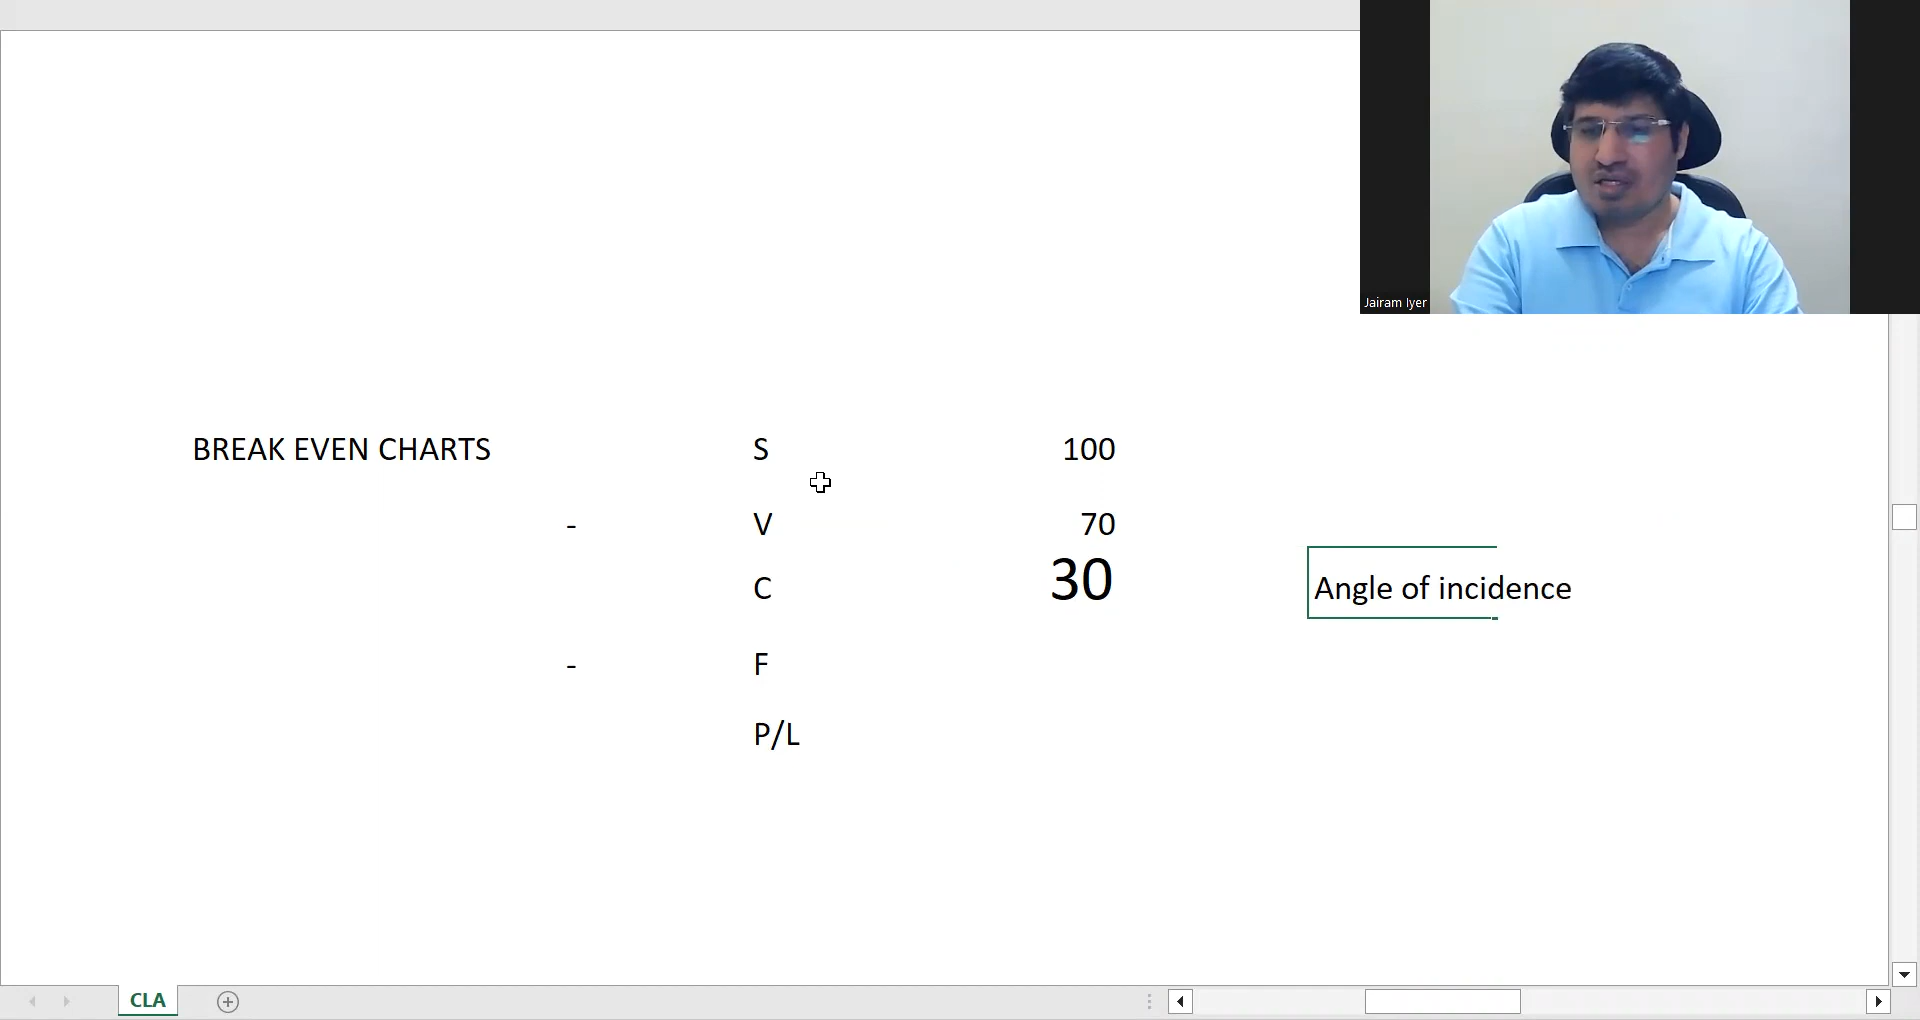 Jairam Iyer
BREAK EVEN CHARTS S 100
- V 70
C 30 Angle of incidence
- F
P/L
CLA